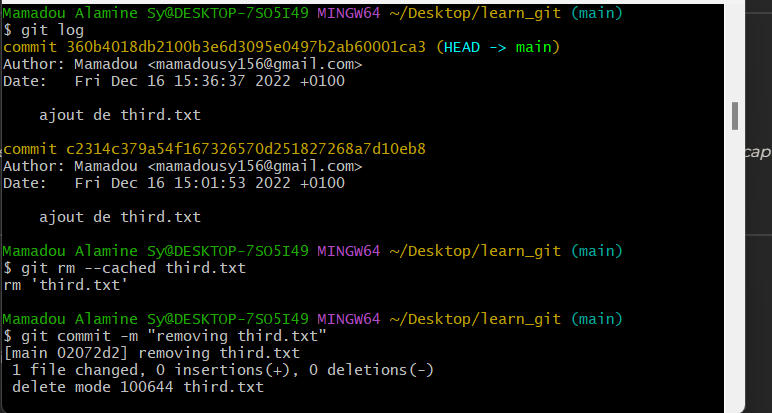 Mamadou Alamine Sy@DESKTOP-7SO5I49 MINGW64 ~/Desktop/learn_git (main)
$ git log
commit 360b4018db2100b3e6d3095e0497b2ab60001ca3 (HEAD -> main)
Author: Mamadou <mamadousy156@gmail.com>
Date:   Fri Dec 16 15:36:37 2022 +0100
    ajout de third.txt
commit c2314c379a54f167326570d251827268a7d10eb8
Author: Mamadou <mamadousy156@gmail.com>
Date:   Fri Dec 16 15:01:53 2022 +0100
cap
    ajout de third.txt
Mamadou Alamine Sy@DESKTOP-7SO5I49 MINGW64 ~/Desktop/learn_git (main)
$ git rm --cached third.txt
rm 'third.txt'
Mamadou Alamine Sy@DESKTOP-7SO5I49 MINGW64 ~/Desktop/learn_git (main)
$ git commit -m "removing third.txt"
[main 02072d2] removing third.txt
 1 file changed, 0 insertions(+), 0 deletions(-)
 delete mode 100644 third.txt